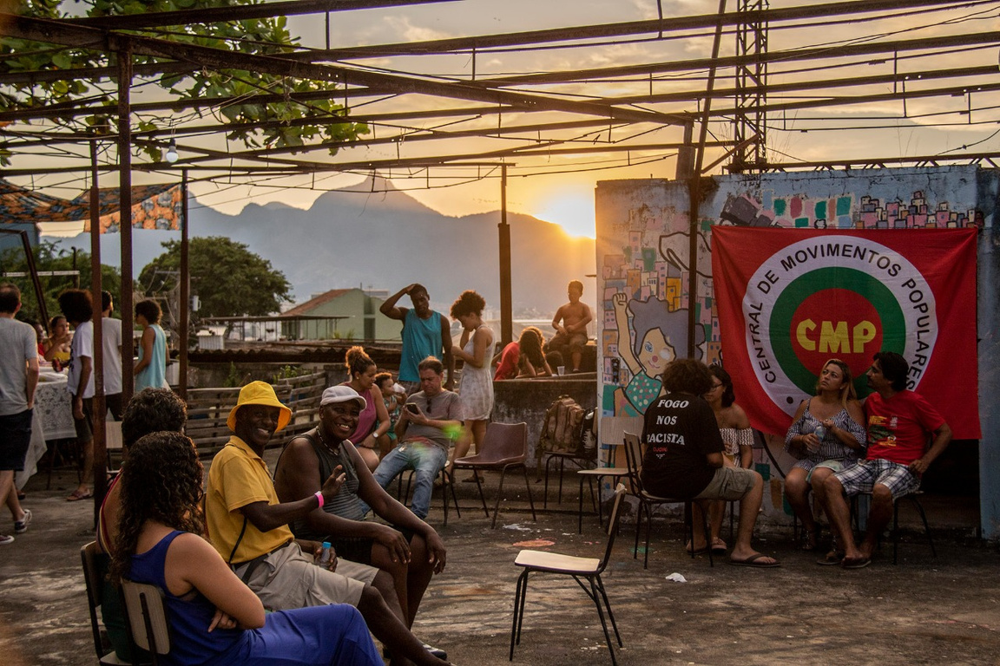 CENTRAL DE MOVIMENTOS POPULARES
CMP
FOGO
NOS
RACISTA